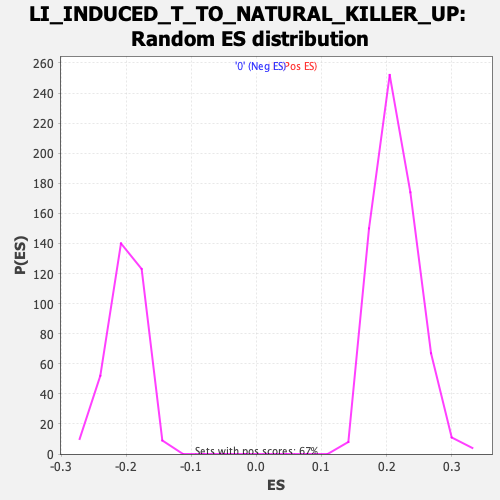 LI_INDUCED_T_TO_NATURAL_KILLER_UP:
Random ES distribution
'0' (Neg ES)
Pos ES)
260
240
220
200
180
160
140
120
100
80
60
40
20
0
P(ES)
Sets with pos scores: 67%
-0.3 -0.2 -0.1 0.0 0.1 0.2 0.3
ES